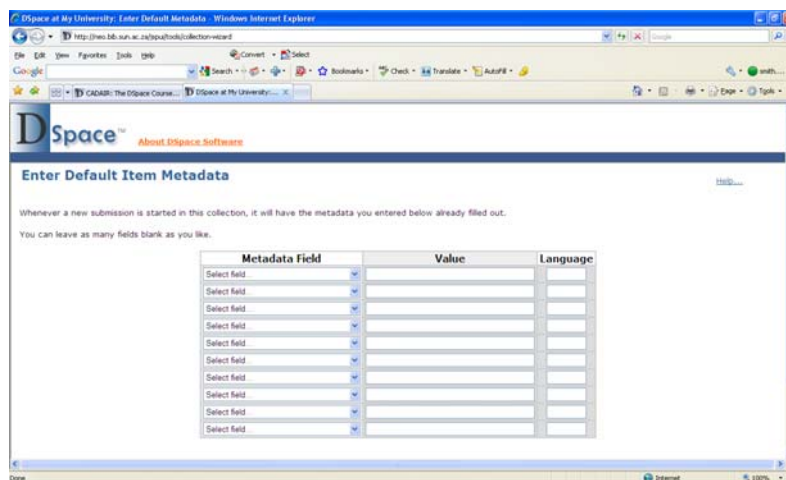 DSpace at My University: Enter Default Metadata - Windows Internet Explorer
http://neo.bib.sun.ac.za/jspui/tools/collection-wizard
Google
File Edit View Favorites Tools Help Convert Select
Google Search Bookmarks Check Translate AutoFill smith...
CADAIR: The DSpace Course... DSpace at My University:... X Page Tools
DSpace™ About DSpace Software
Enter Default Item Metadata
Help...
Whenever a new submission is started in this collection, it will have the metadata you entered below already filled out.
You can leave as many fields blank as you like.
Metadata Field Value Language
Select field...
Select field...
Select field...
Select field...
Select field...
Select field...
Select field...
Select field...
Select field...
Select field...
Done Internet 100%